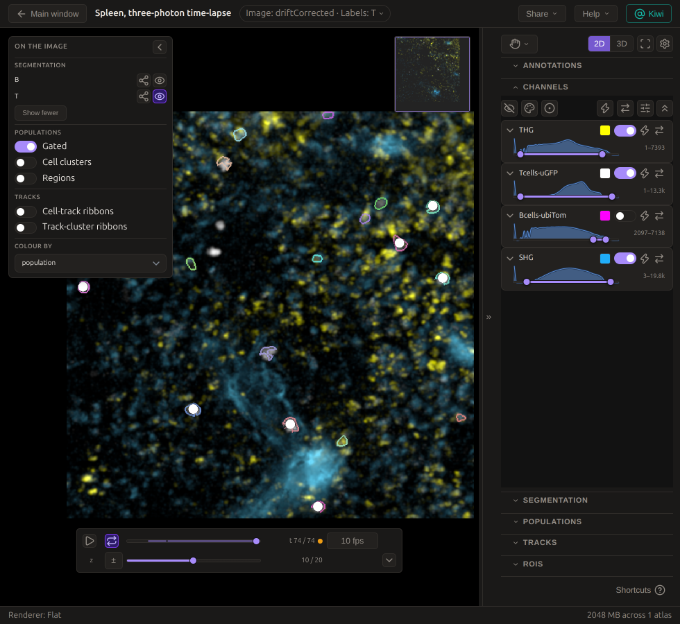 Main window
Spleen, three-photon time-lapse
Image: driftCorrected · Labels: T
Share
Help
@ Kiwi
ON THE IMAGE
SEGMENTATION
B
T
Show fewer
POPULATIONS
Gated
Cell clusters
Regions
TRACKS
Cell-track ribbons
Track-cluster ribbons
COLOUR BY
population
2D
3D
ANNOTATIONS
CHANNELS
THG
1–7393
Tcells-uGFP
1–13.2k
Bcells-ubiTom
2097–7138
SHG
3–19.8k
»
SEGMENTATION
POPULATIONS
TRACKS
ROIS
t 74 / 74
10 fps
z
±
10 / 20
Shortcuts ?
Renderer: Flat
2048 MB across 1 atlas